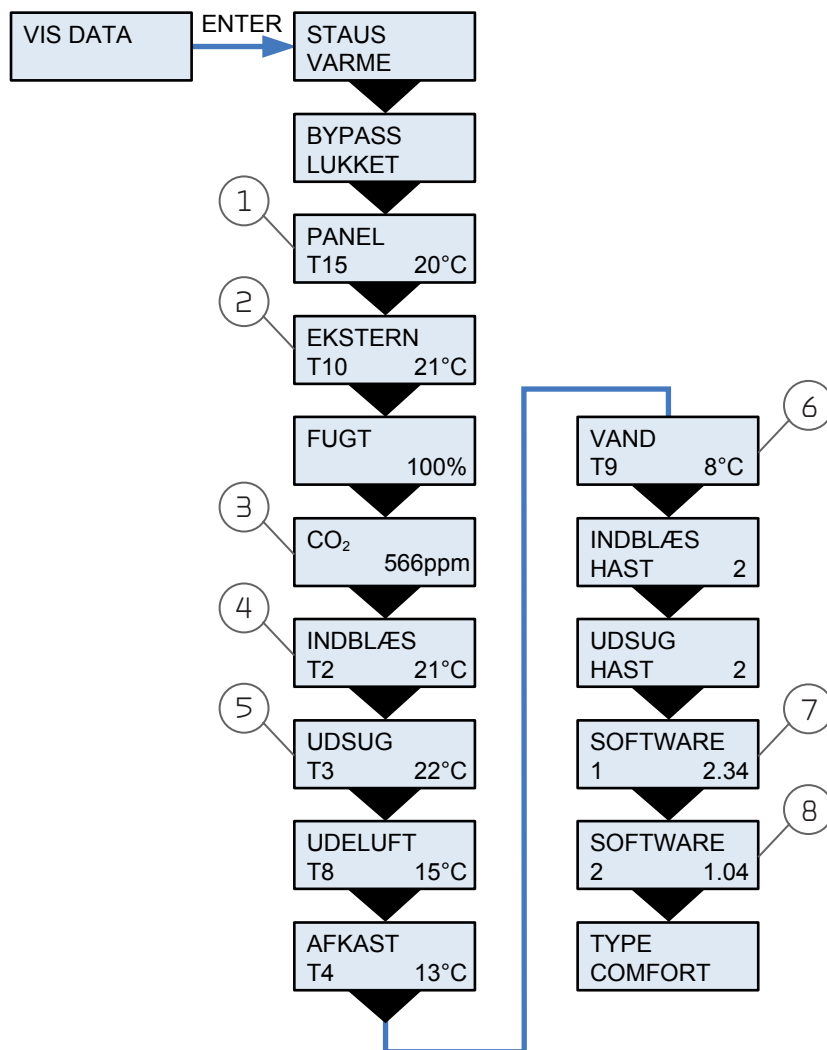 VIS DATA
ENTER
STAUS
VARME
BYPASS
LUKKET
1
PANEL
T15 20°C
2
EKSTERN
T10 21°C
FUGT
100%
3
CO₂
566ppm
4
INDBLÆS
T2 21°C
5
UDSUG
T3 22°C
UDELUFT
T8 15°C
AFKAST
T4 13°C
6
VAND
T9 8°C
INDBLÆS
HAST 2
UDSUG
HAST 2
7
SOFTWARE
1 2.34
8
SOFTWARE
2 1.04
TYPE
COMFORT